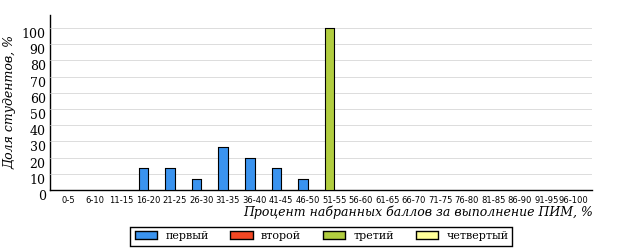 Доля студентов, %
100
90
80
70
60
50
40
30
20
10
0
0-5 6-10 11-15 16-20 21-25 26-30 31-35 36-40 41-45 46-50 51-55 56-60 61-65 66-70 71-75 76-80 81-85 86-90 91-95 96-100
Процент набранных баллов за выполнение ПИМ, %
первый второй третий четвертый